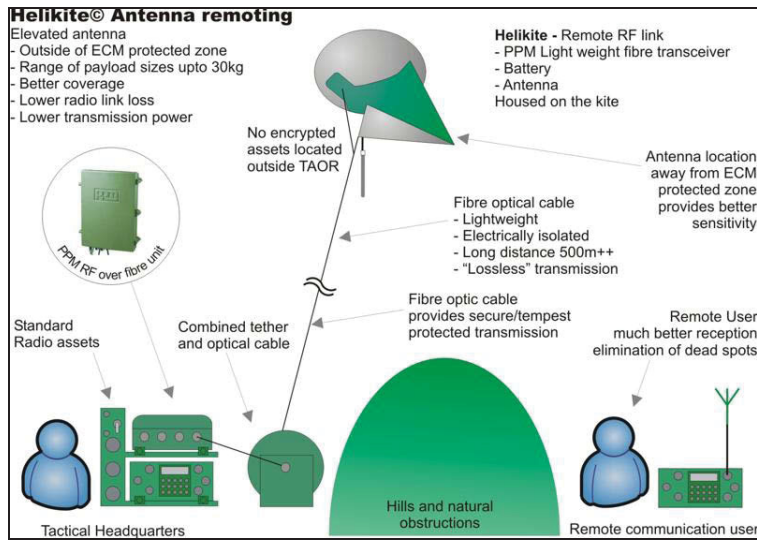 Helikite© Antenna remoting
Elevated antenna
- Outside of ECM protected zone
- Range of payload sizes upto 30kg
- Better coverage
- Lower radio link loss
- Lower transmission power
Helikite - Remote RF link
- PPM Light weight fibre transceiver
- Battery
- Antenna
Housed on the kite
No encrypted
assets located
outside TAOR
Antenna location
away from ECM
protected zone
provides better
sensitivity
PPM RF over fibre unit
Fibre optical cable
- Lightweight
- Electrically isolated
- Long distance 500m++
- "Lossless" transmission
Fibre optic cable
provides secure/tempest
protected transmission
Standard
Radio assets
Combined tether
and optical cable
Remote User
much better reception
elimination of dead spots
Hills and natural
obstructions
Tactical Headquarters
Remote communication user